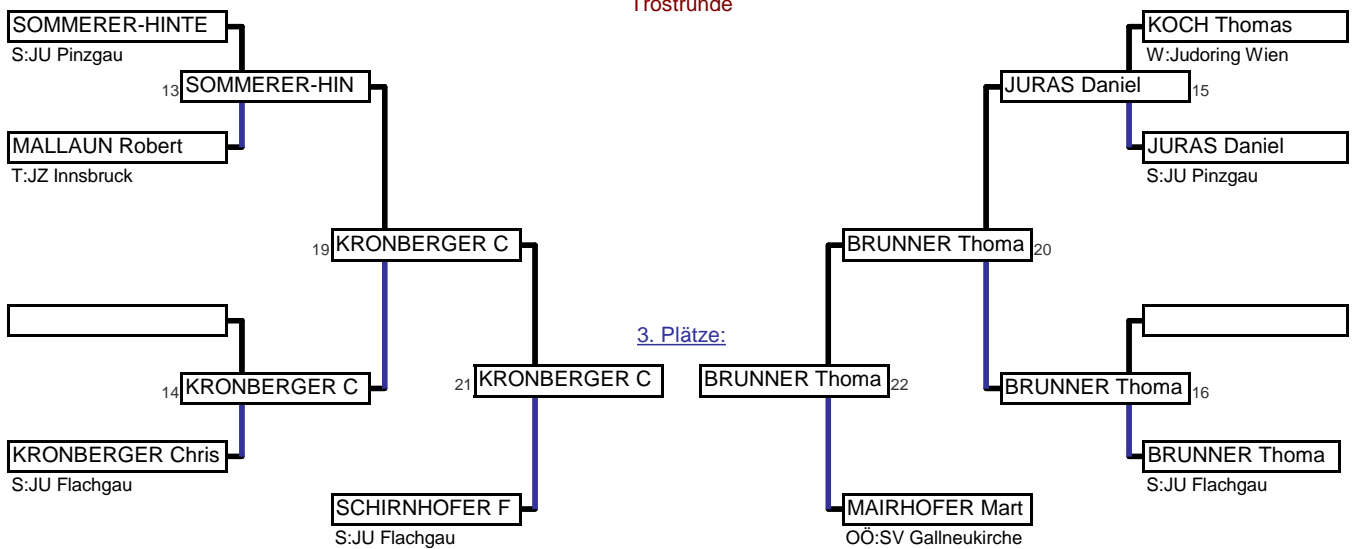 Trostrunde
SOMMERER-HINTE
S:JU Pinzgau
13 SOMMERER-HIN
MALLAUN Robert
T:JZ Innsbruck
19 KRONBERGER C
14 KRONBERGER C
KRONBERGER Chris
S:JU Flachgau
21 KRONBERGER C
SCHIRNHOFER F
S:JU Flachgau
3. Plätze:
KOCH Thomas
W:Judoring Wien
JURAS Daniel 15
JURAS Daniel
S:JU Pinzgau
BRUNNER Thoma 20
BRUNNER Thoma 22
BRUNNER Thoma 16
BRUNNER Thoma
S:JU Flachgau
MAIRHOFER Mart
OÖ:SV Gallneukirche